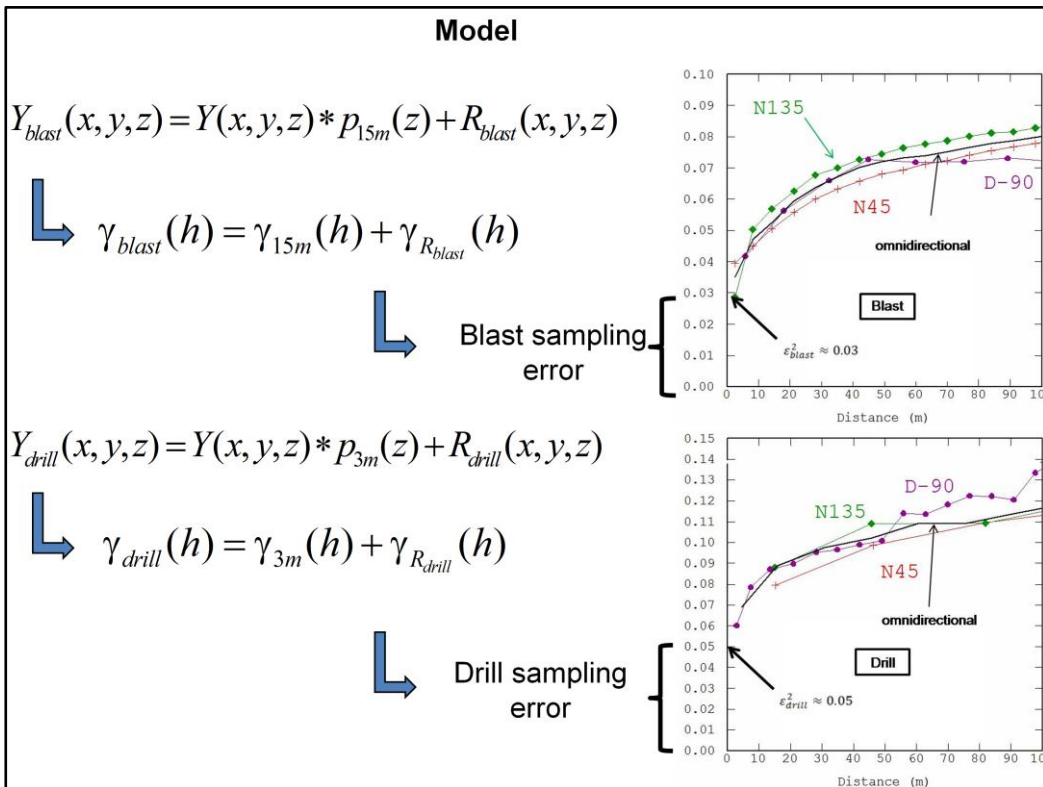 Model
Y_blast(x, y, z) = Y(x, y, z) * p_15m(z) + R_blast(x, y, z)
γ_blast(h) = γ_15m(h) + γ_R_blast(h)
Blast sampling
error
0.10
0.09
0.08
0.07
0.06
0.05
0.04
0.03
0.02
0.01
0.00
N135
D-90
N45
omnidirectional
Blast
ε²_blast ≈ 0.03
0 10 20 30 40 50 60 70 80 90 10
Distance (m)
Y_drill(x, y, z) = Y(x, y, z) * p_3m(z) + R_drill(x, y, z)
γ_drill(h) = γ_3m(h) + γ_R_drill(h)
Drill sampling
error
0.15
0.14
0.13
0.12
0.11
0.10
0.09
0.08
0.07
0.06
0.05
0.04
0.03
0.02
0.01
0.00
D-90
N135
N45
omnidirectional
Drill
ε²_drill ≈ 0.05
0 10 20 30 40 50 60 70 80 90 10
Distance (m)